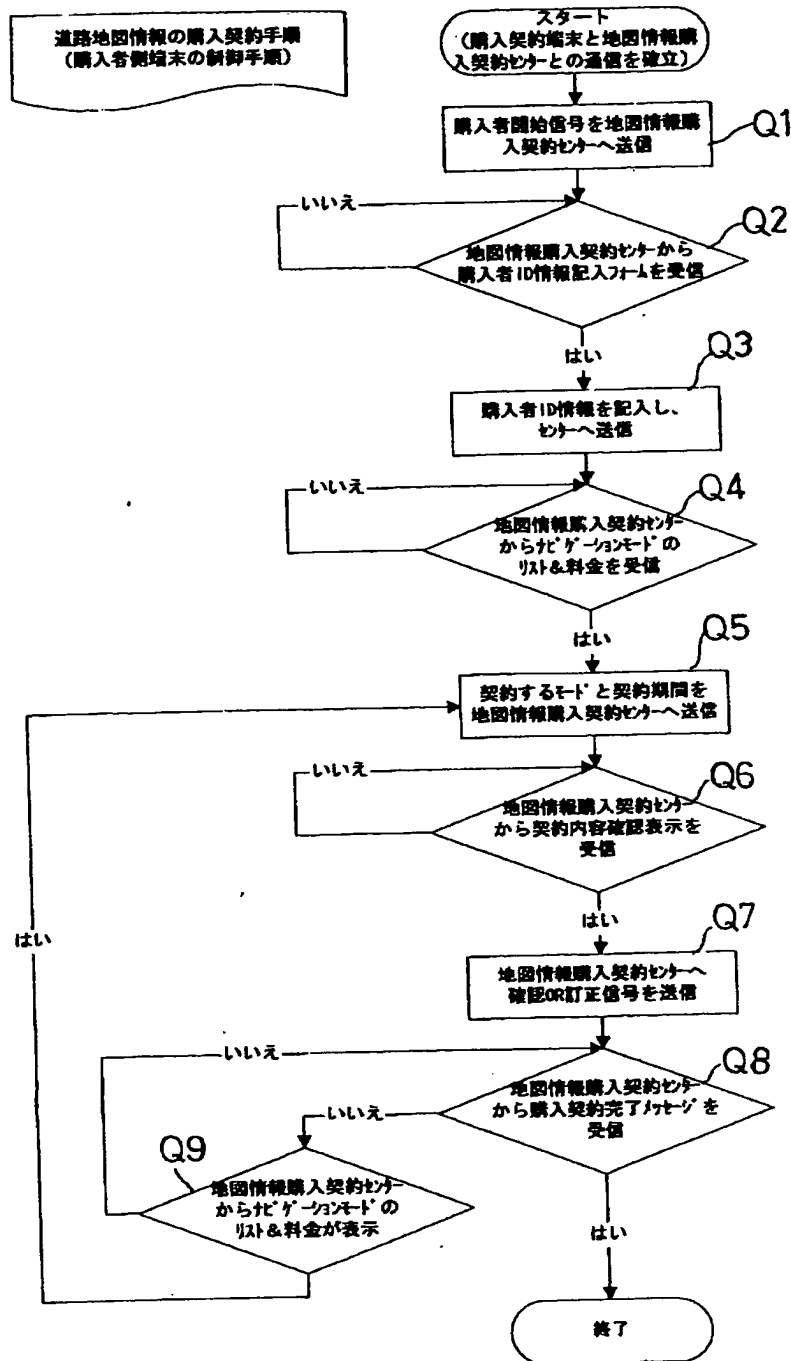 道路地図情報の購入契約手順
(購入者側端末の制御手順)
スタート
(購入契約端末と地図情報購
入契約ｾﾝﾀｰとの通信を確立)
購入者開始信号を地図情報購
入契約ｾﾝﾀｰへ送信
Q1
いいえ
Q2
地図情報購入契約ｾﾝﾀｰから
購入者ID情報記入ﾌｫｰﾑを受信
はい
Q3
購入者ID情報を記入し、
ｾﾝﾀｰへ送信
いいえ
Q4
地図情報購入契約ｾﾝﾀｰ
からﾅﾋﾞｹﾞｰｼｮﾝﾓｰﾄﾞの
ﾘｽﾄ&料金を受信
はい
Q5
契約するﾓｰﾄﾞと契約期間を
地図情報購入契約ｾﾝﾀｰへ送信
いいえ
Q6
地図情報購入契約ｾﾝﾀｰ
から契約内容確認表示を
受信
はい
はい
Q7
地図情報購入契約ｾﾝﾀｰへ
確認OR訂正信号を送信
いいえ
Q8
地図情報購入契約ｾﾝﾀｰ
から購入契約完了ﾒｯｾｰｼﾞを
受信
いいえ
Q9
地図情報購入契約ｾﾝﾀｰ
からﾅﾋﾞｹﾞｰｼｮﾝﾓｰﾄﾞの
ﾘｽﾄ&料金が表示
はい
終了